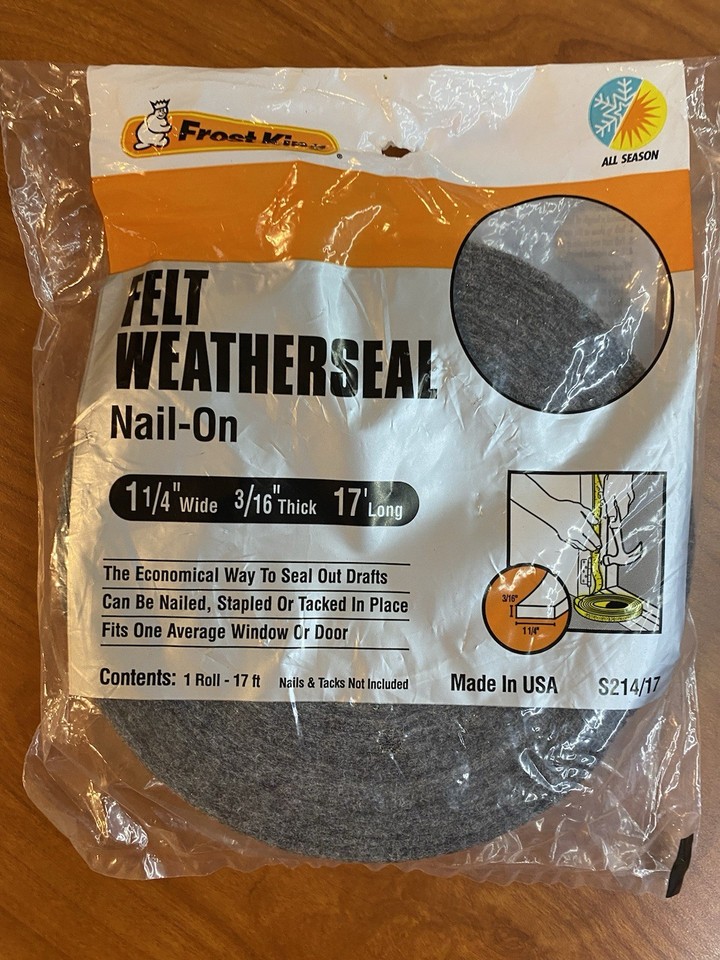 Frost King
ALL SEASON
FELT
WEATHERSEAL
Nail-On
1 1/4" Wide 3/16" Thick 17' Long
The Economical Way To Seal Out Drafts
Can Be Nailed, Stapled Or Tacked In Place
Fits One Average Window Or Door
3/16"
1 1/4"
Contents: 1 Roll - 17 ft Nails & Tacks Not Included Made In USA S214/17